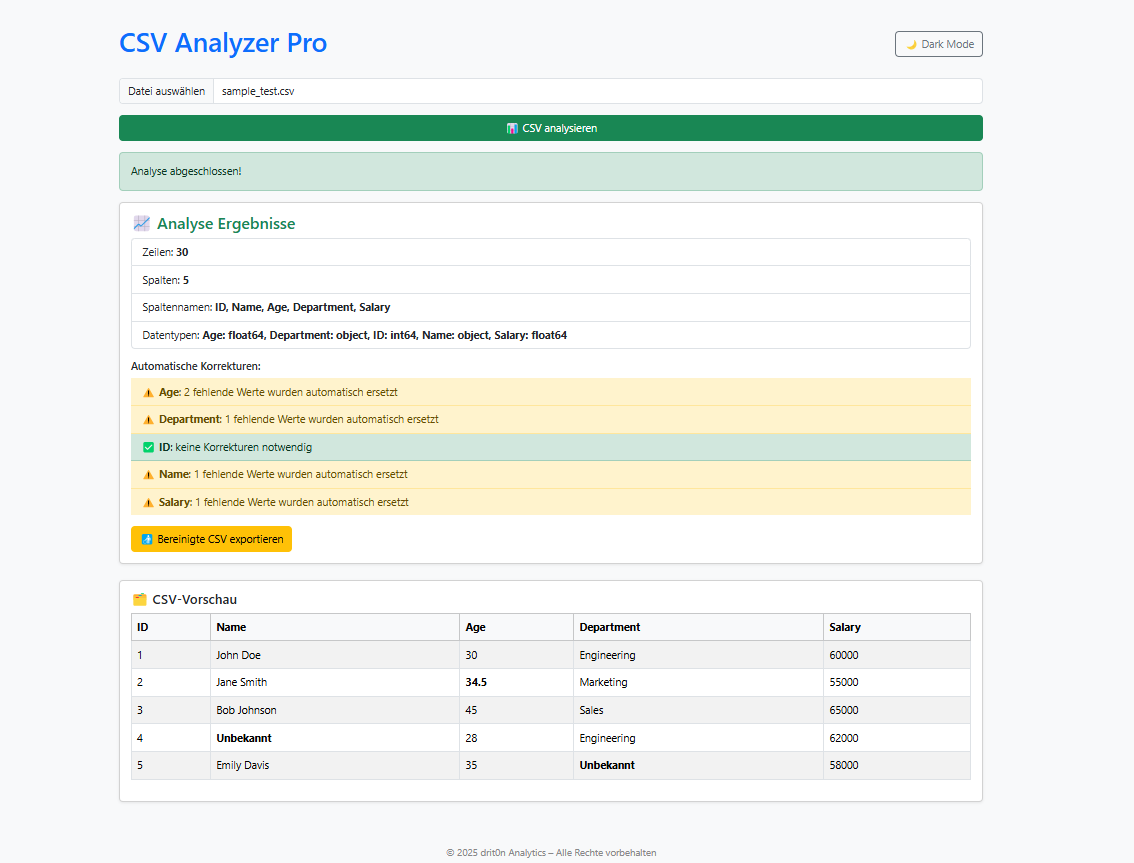 CSV Analyzer Pro
🌙 Dark Mode
Datei auswählen sample_test.csv
📊 CSV analysieren
Analyse abgeschlossen!
📈 Analyse Ergebnisse
Zeilen: 30
Spalten: 5
Spaltennamen: ID, Name, Age, Department, Salary
Datentypen: Age: float64, Department: object, ID: int64, Name: object, Salary: float64
Automatische Korrekturen:
⚠️ Age: 2 fehlende Werte wurden automatisch ersetzt
⚠️ Department: 1 fehlende Werte wurden automatisch ersetzt
✅ ID: keine Korrekturen notwendig
⚠️ Name: 1 fehlende Werte wurden automatisch ersetzt
⚠️ Salary: 1 fehlende Werte wurden automatisch ersetzt
Bereinigte CSV exportieren
🗂️ CSV-Vorschau
ID Name Age Department Salary
1 John Doe 30 Engineering 60000
2 Jane Smith 34.5 Marketing 55000
3 Bob Johnson 45 Sales 65000
4 Unbekannt 28 Engineering 62000
5 Emily Davis 35 Unbekannt 58000
© 2025 drit0n Analytics – Alle Rechte vorbehalten